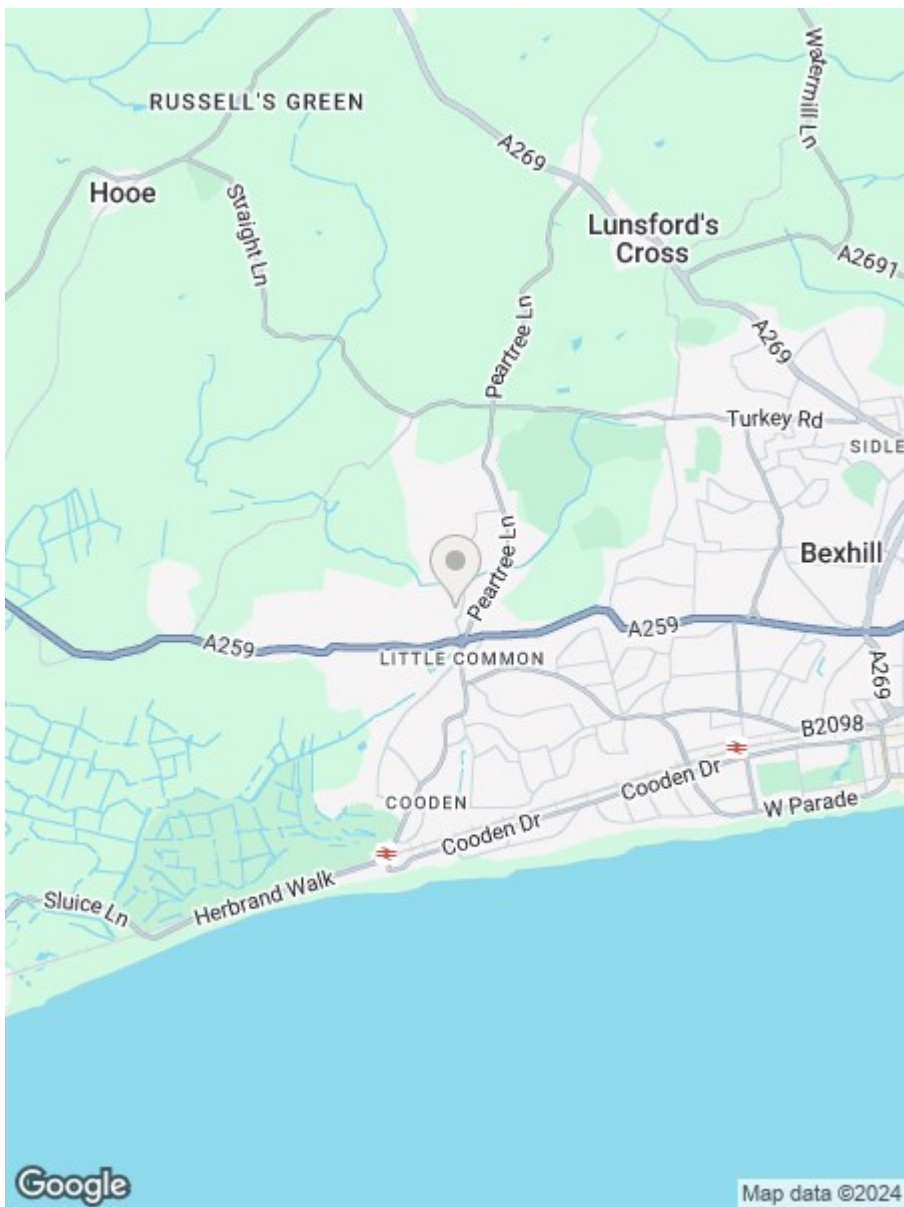 Watermill Ln
RUSSELL'S GREEN
A269
Hooe
Straight Ln
Lunsford's
Cross
A2691
Peartree Ln
A269
Turkey Rd
SIDLE
Peartree Ln
Bexhill
A259
A259
LITTLE COMMON
A269
B2098
Cooden Dr
COODEN
W Parade
Cooden Dr
Herbrand Walk
Sluice Ln
Google
Map data ©2024